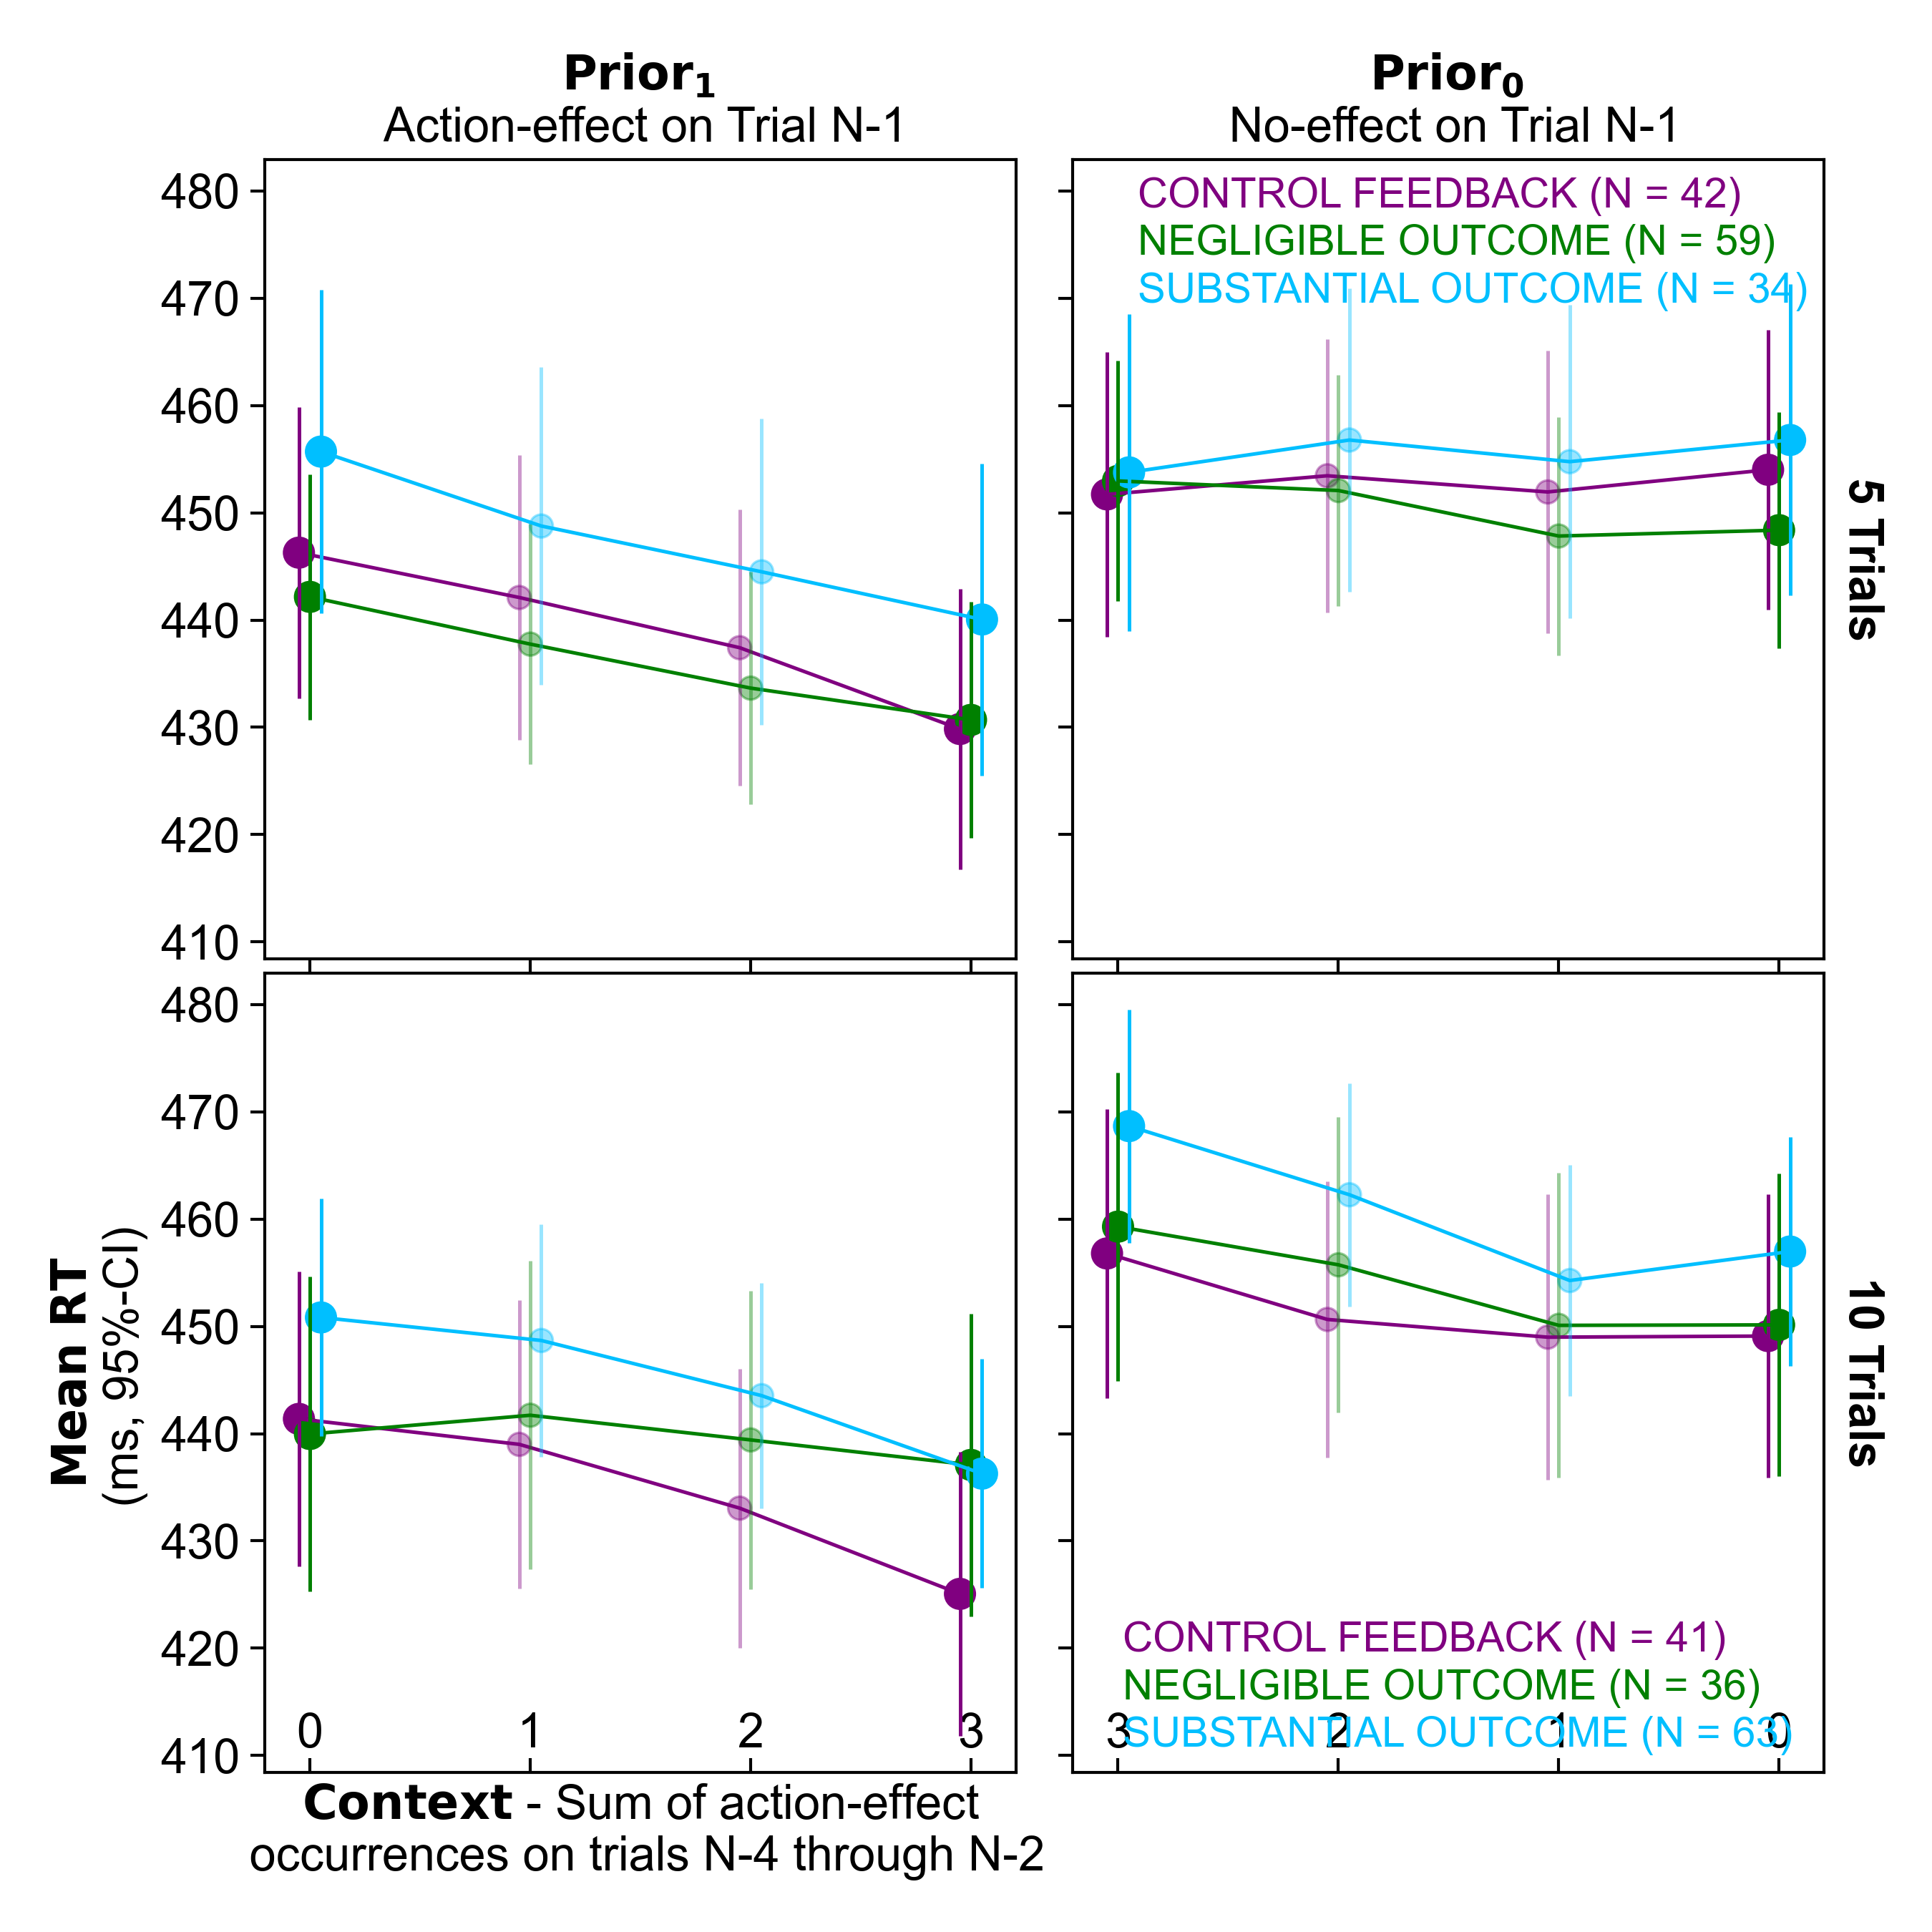 Prior1
Action-effect on Trial N-1
Prior0
No-effect on Trial N-1
480
470
460
450
440
430
420
410
CONTROL FEEDBACK (N = 42)
NEGLIGIBLE OUTCOME (N = 59)
SUBSTANTIAL OUTCOME (N = 34)
5 Trials
Mean RT
(ms, 95%-CI)
480
470
460
450
440
430
420
410
0 1 2 3
CONTROL FEEDBACK (N = 41)
NEGLIGIBLE OUTCOME (N = 36)
SUBSTANTIAL OUTCOME (N = 63)
3 2 1 0
10 Trials
Context - Sum of action-effect
occurrences on trials N-4 through N-2